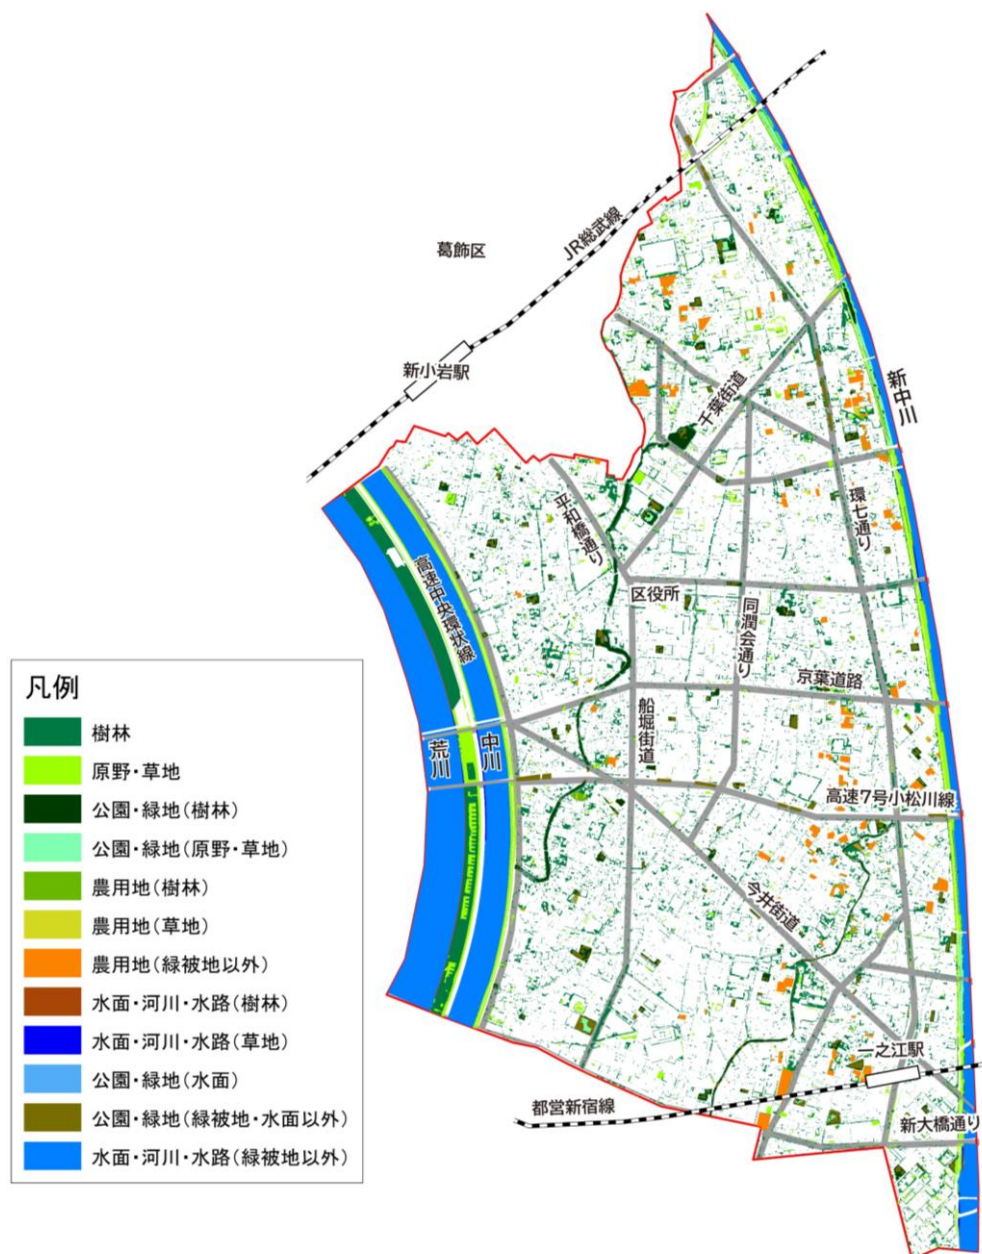 葛飾区
JR総武線
新小岩駅
千葉街道
新中川
平和橋通り
環七通り
高速中央環状線
区役所
同潤会通り
京葉道路
船堀街道
荒川
中川
高速7号小松川線
今井街道
一之江駅
都営新宿線
新大橋通り
凡例
樹林
原野・草地
公園・緑地(樹林)
公園・緑地(原野・草地)
農用地(樹林)
農用地(草地)
農用地(緑被地以外)
水面・河川・水路(樹林)
水面・河川・水路(草地)
公園・緑地(水面)
公園・緑地(緑被地・水面以外)
水面・河川・水路(緑被地以外)